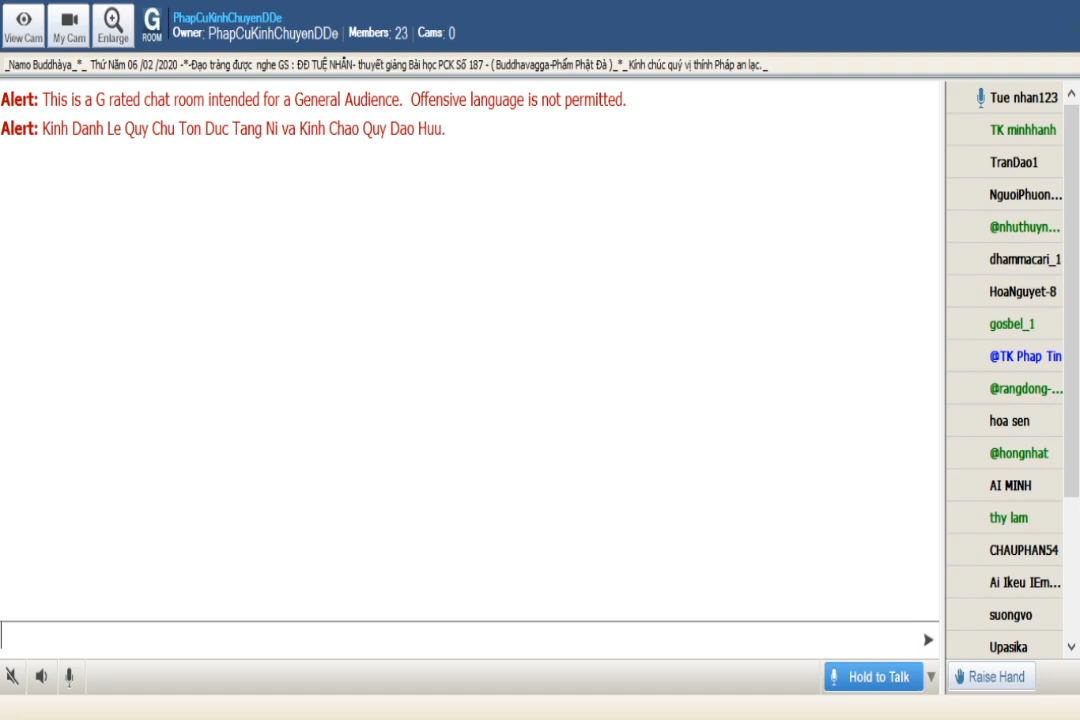 PhapCuKinhChuyenDDe
Owner: PhapCuKinhChuyenDDe | Members: 23 | Cams: 0
View Cam
My Cam
Enlarge
G
ROOM
_Namo Buddhàya_*_ Thứ Năm 06 /02 /2020 -*-Đạo tràng được nghe GS : ĐĐ TUỆ NHÂN- thuyết giảng Bài học PCK Số 187 - ( Buddhavagga-Phẩm Phật Đà )_*_Kính chúc quý vị thính Pháp an lạc._
Alert: This is a G rated chat room intended for a General Audience. Offensive language is not permitted.
Alert: Kinh Danh Le Quy Chu Ton Duc Tang Ni va Kinh Chao Quy Dao Huu.
Tue nhan123
TK minhhanh
TranDao1
NguoiPhuon...
@nhuthuyn...
dhammacari_1
HoaNguyet-8
gosbel_1
@TK Phap Tin
@rangdong-...
hoa sen
@hongnhat
AI MINH
thy lam
CHAUPHAN54
Ai Ikeu IEm...
suongvo
Upasika
Hold to Talk
Raise Hand